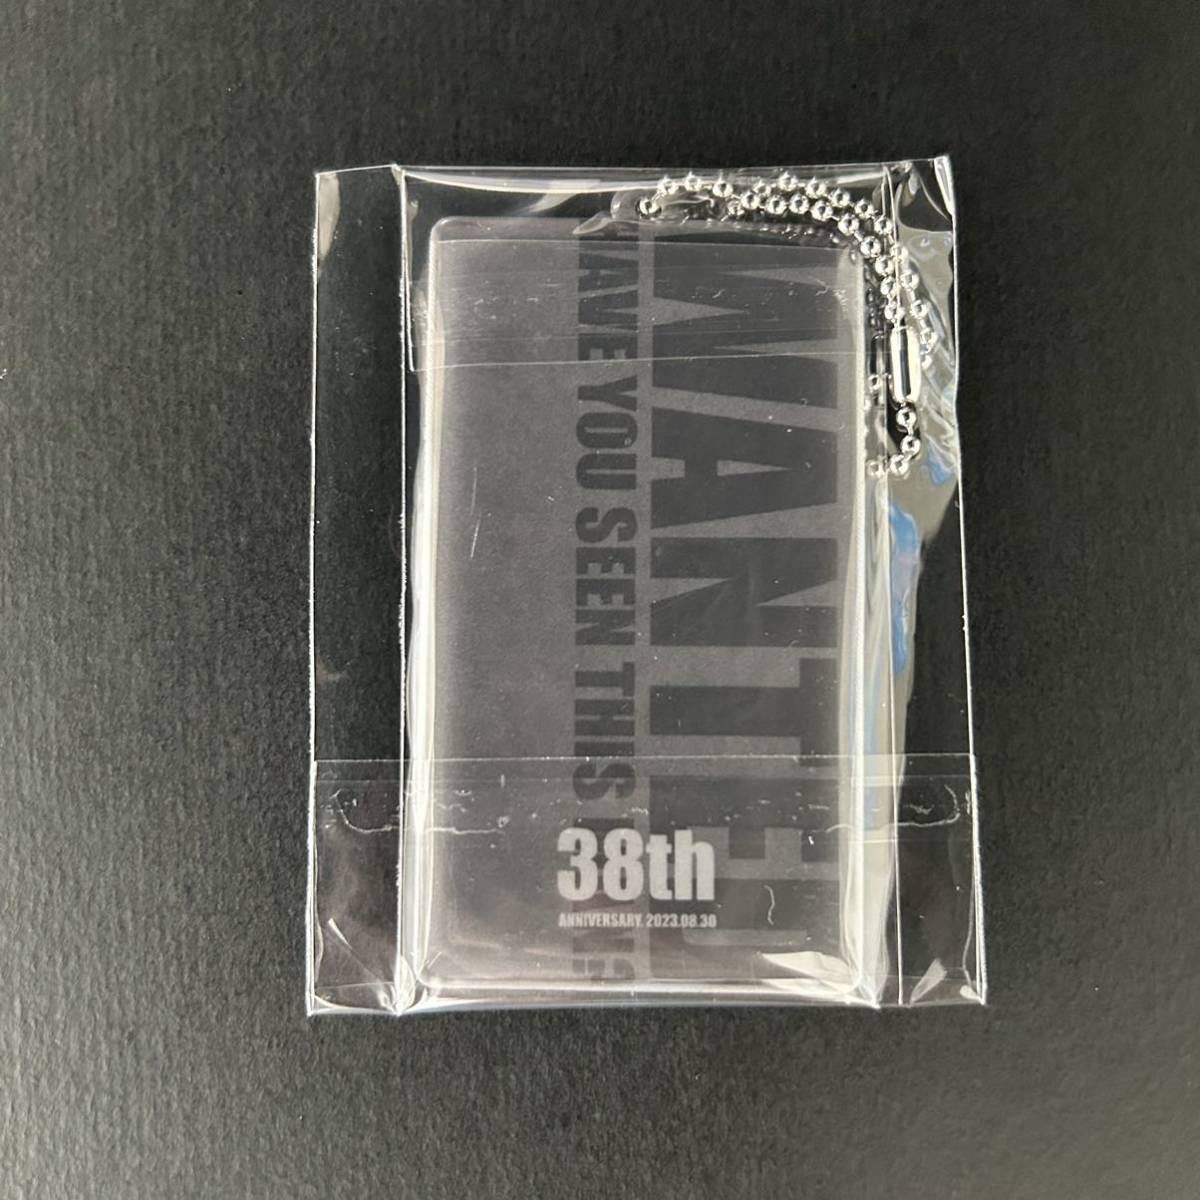 WANTED
HAVE YOU SEEN THIS
38th
ANNIVERSARY. 2023.08.30